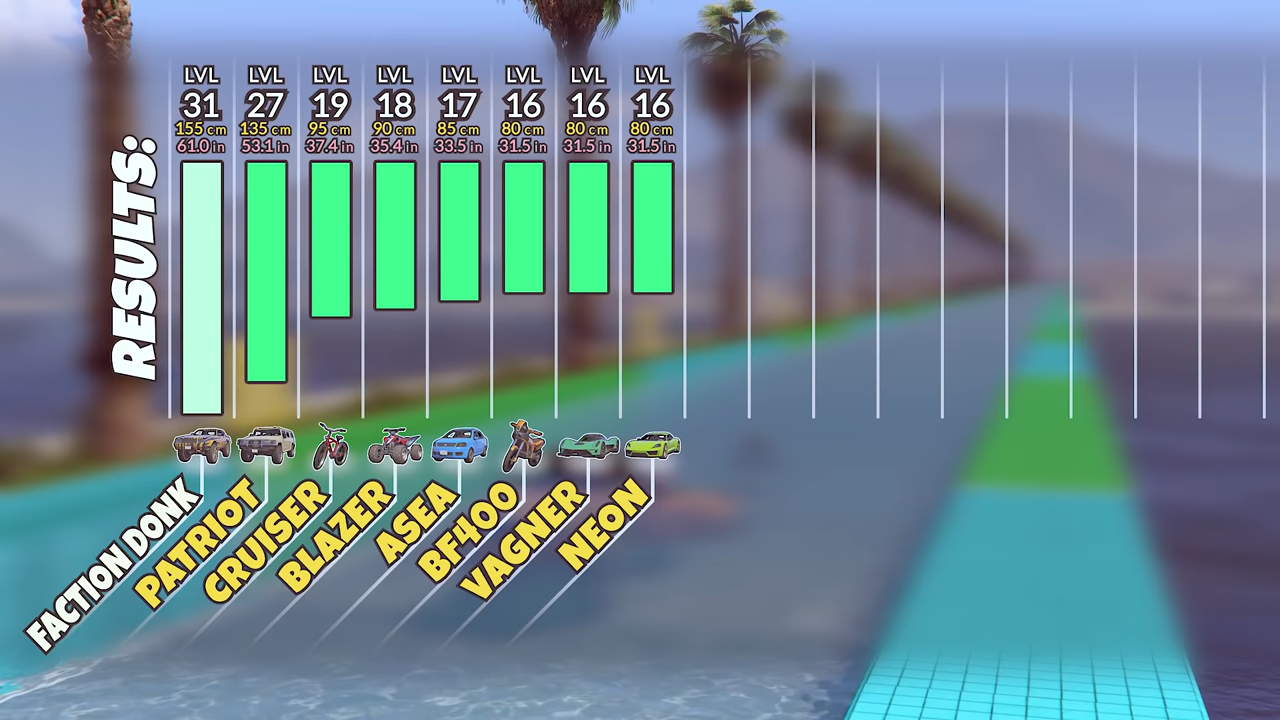 RESULTS:
LVL LVL LVL LVL LVL LVL LVL LVL
31 27 19 18 17 16 16 16
155 cm 135 cm 95 cm 90 cm 85 cm 80 cm 80 cm 80 cm
61.0 in 53.1 in 37.4 in 35.4 in 33.5 in 31.5 in 31.5 in 31.5 in
FACTION DONK
PATRIOT
CRUISER
BLAZER
ASEA
BF400
VAGNER
NEON